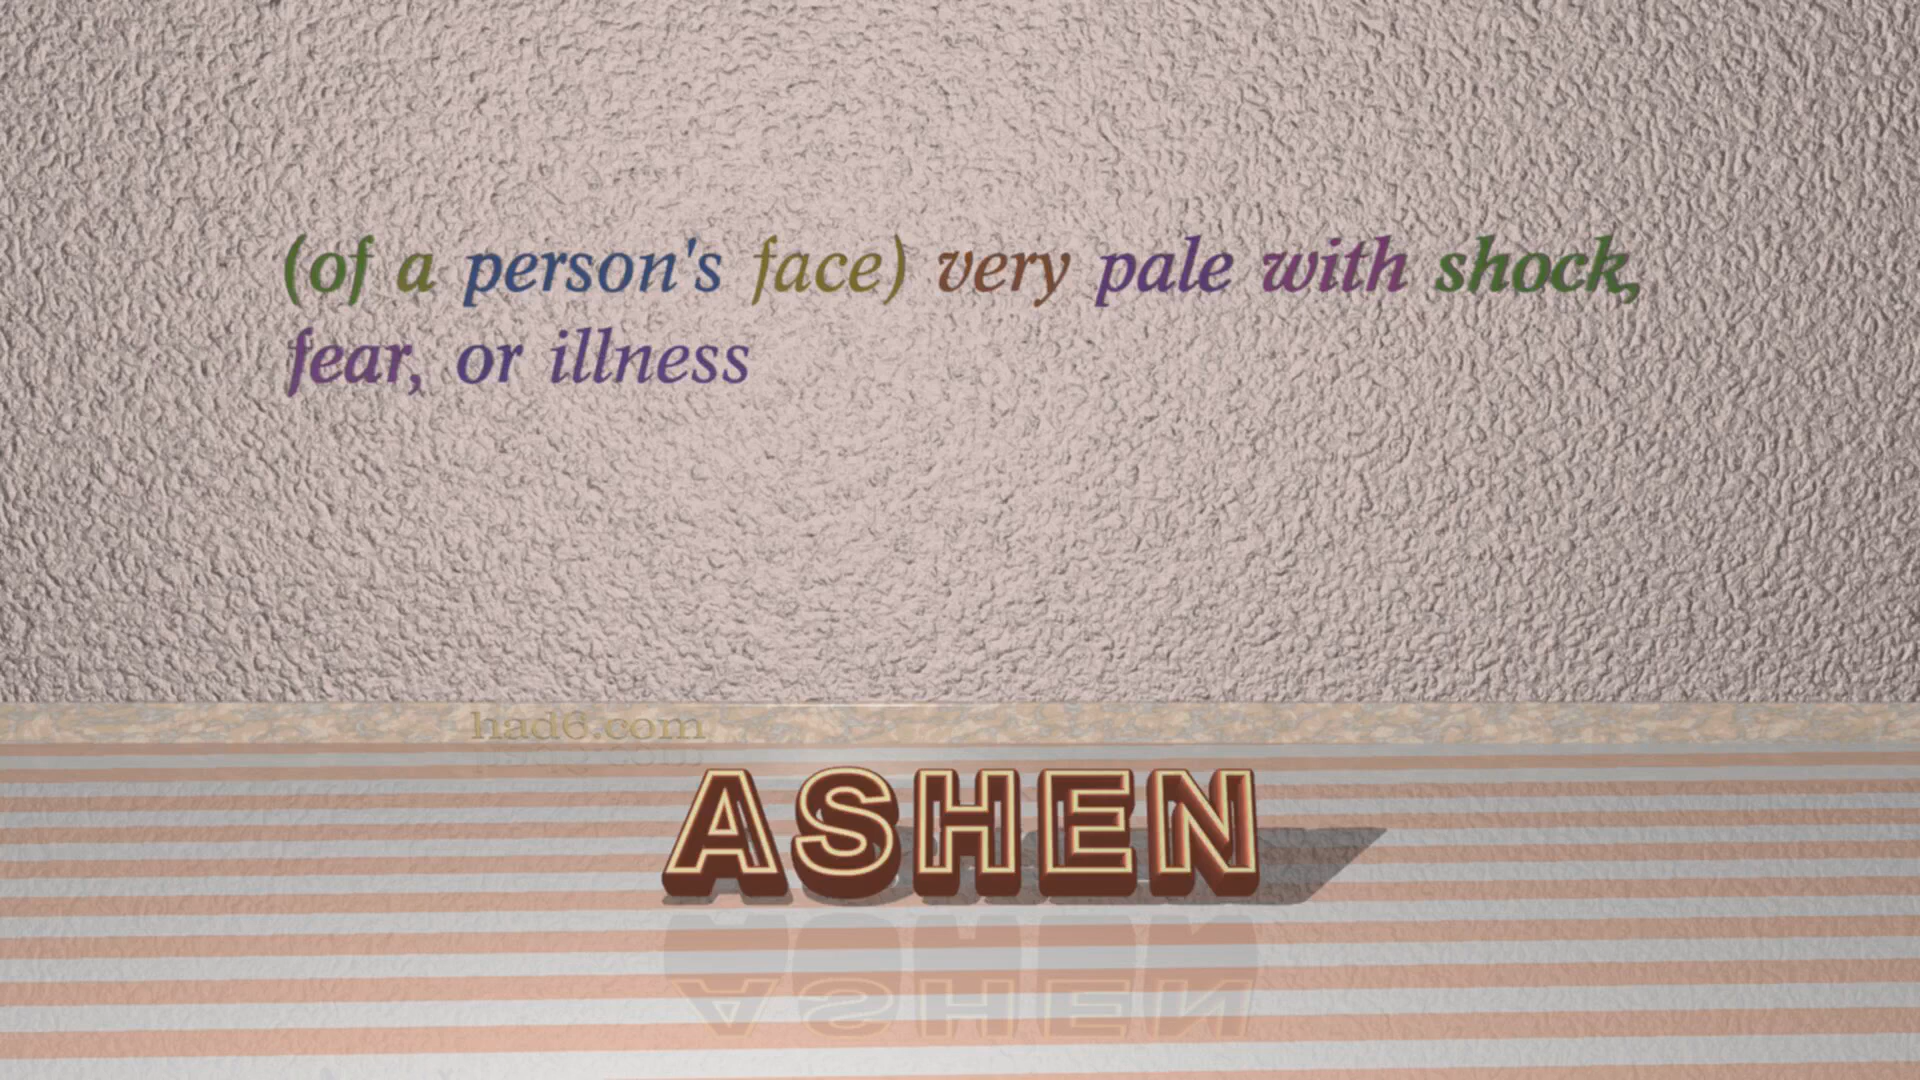 (of a person's face) very pale with shock,
fear, or illness
had6.com
ASHEN